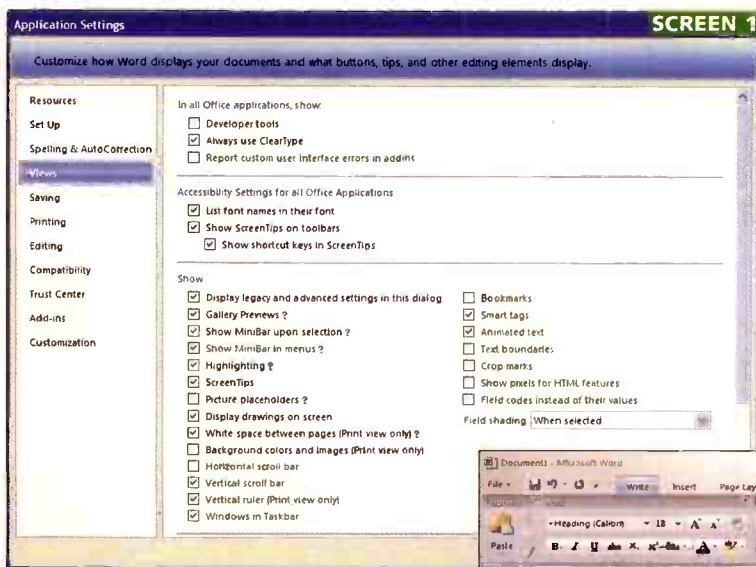 Application Settings
SCREEN 1
Customize how Word displays your documents and what buttons, tips, and other editing elements display.
Resources
Set Up
Spelling & AutoCorrection
Views
Saving
Printing
Editing
Compatibility
Trust Center
Add-ins
Customization
In all Office applications, show
Developer tools
Always use ClearType
Report custom user interface errors in addins
Accessibility Settings for all Office Applications
List font names in their font
Show ScreenTips on toolbars
Show shortcut keys in ScreenTips
Show
Display legacy and advanced settings in this dialog
Gallery Previews ?
Show MiniBar upon selection ?
Show MiniBar in menus ?
Highlighting ?
ScreenTips
Picture placeholders ?
Display drawings on screen
White space between pages (Print view only) ?
Background colors and images (Print view only)
Horizontal scroll bar
Vertical scroll bar
Vertical ruler (Print view only)
Windows in Taskbar
Bookmarks
Smart tags
Animated text
Text boundaries
Crop marks
Show pixels for HTML features
Field codes instead of their values
Field shading When selected
Document1 - Microsoft Word
File Write Insert Page Lay
Paste
+Heading (Calibri) 18 A A
B I U abc